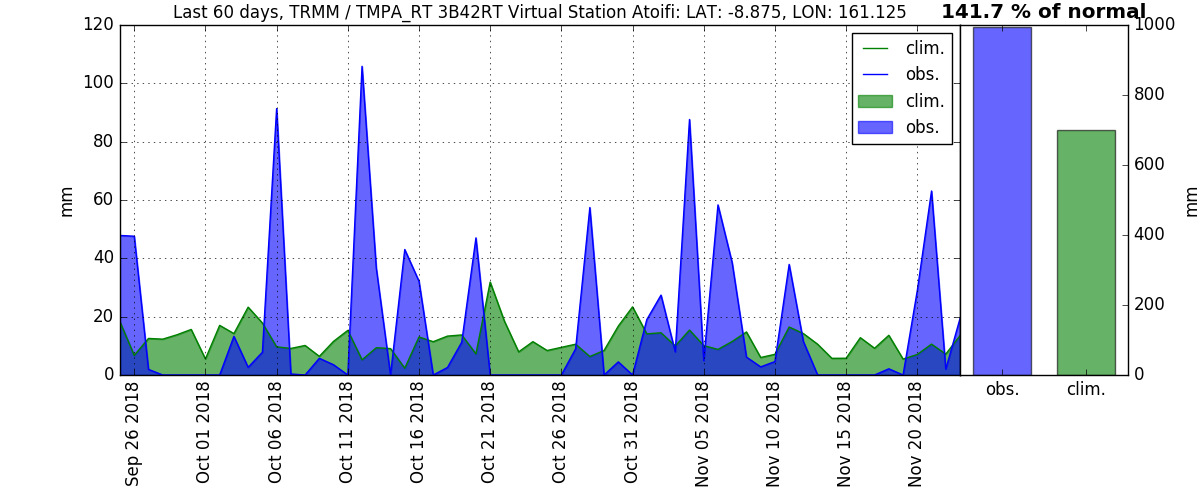 Last 60 days, TRMM / TMPA_RT 3B42RT Virtual Station Atoifi: LAT: -8.875, LON: 161.125
141.7 % of normal
mm
120
100
80
60
40
20
0
clim.
obs.
clim.
obs.
Sep 26 2018
Oct 01 2018
Oct 06 2018
Oct 11 2018
Oct 16 2018
Oct 21 2018
Oct 26 2018
Oct 31 2018
Nov 05 2018
Nov 10 2018
Nov 15 2018
Nov 20 2018
obs.
clim.
1000
800
600
400
200
0
mm